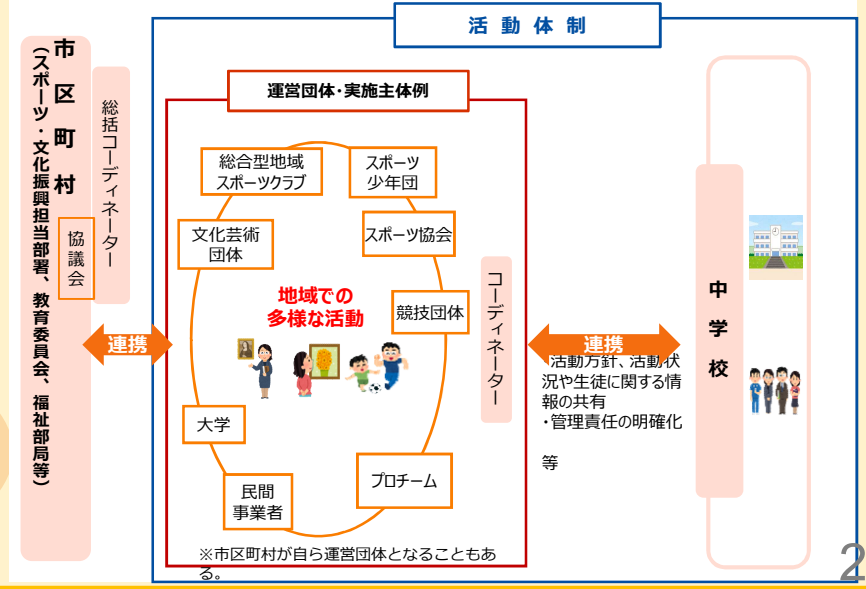 活動体制
市区町村
（スポーツ・文化振興担当部署、教育委員会、福祉部局等）
総括コーディネーター
協議会
連携
運営団体・実施主体例
総合型地域
スポーツクラブ
スポーツ
少年団
文化芸術
団体
スポーツ協会
競技団体
地域での
多様な活動
大学
民間
事業者
プロチーム
コーディネーター
※市区町村が自ら運営団体となることもあ
る。
連携
・活動方針、活動状
況や生徒に関する情
報の共有
・管理責任の明確化
等
中学校
2